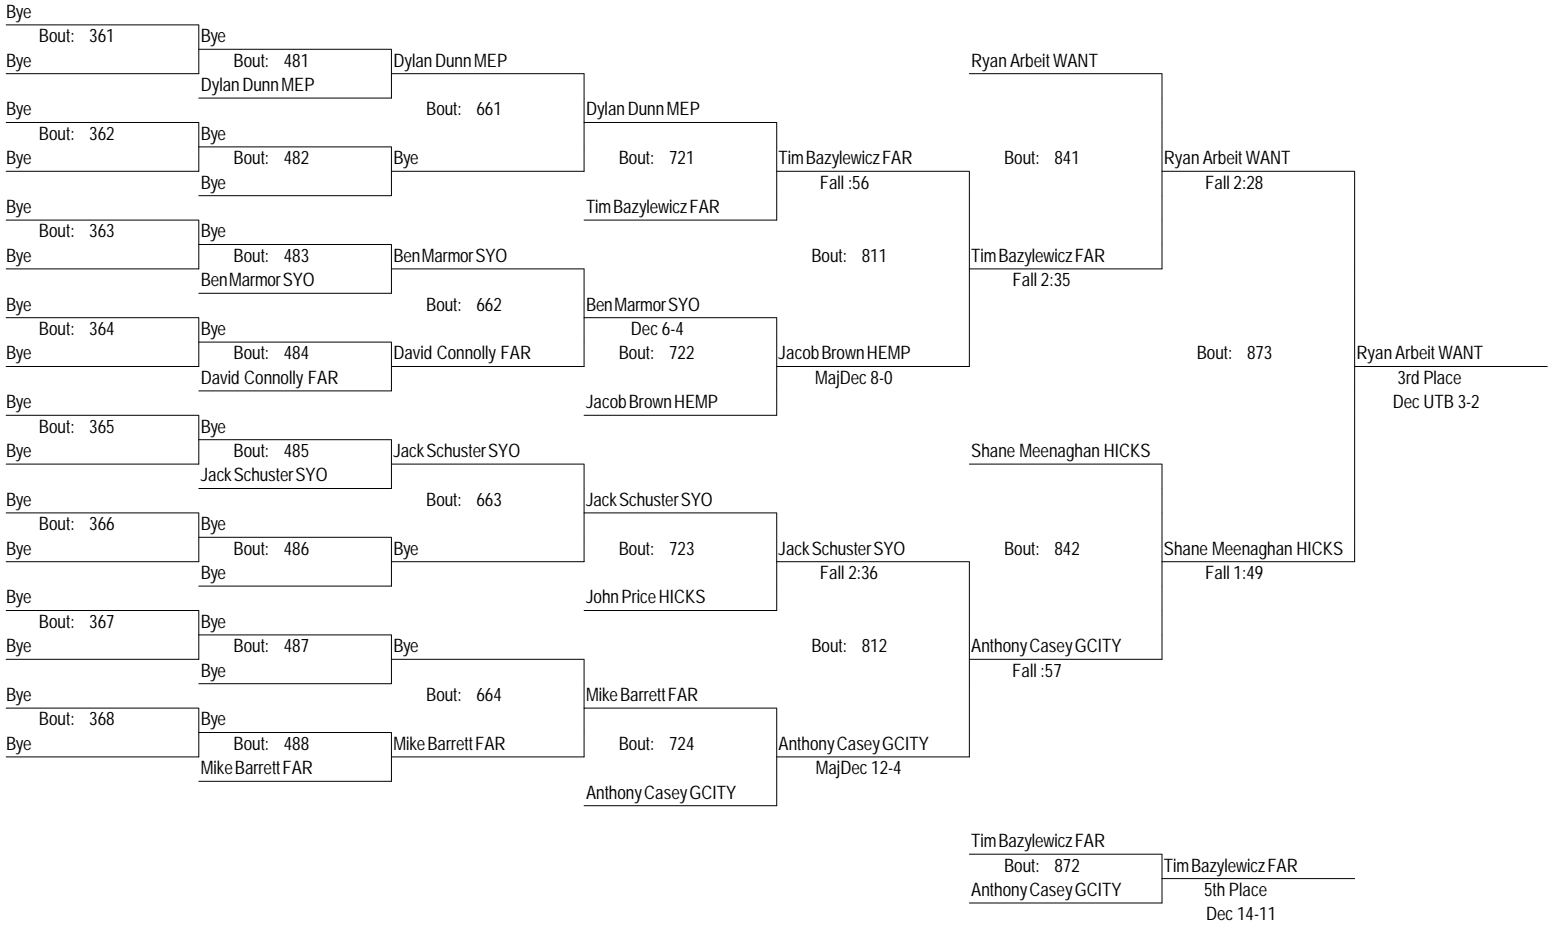 Bye
Bout: 361
Bye
Bye
Bout: 481
Dylan Dunn MEP
Dylan Dunn MEP
Bye
Bout: 362
Bye
Bye
Bout: 482
Bye
Bye
Bout: 661
Dylan Dunn MEP
Bout: 721
Tim Bazylewicz FAR
Tim Bazylewicz FAR
Fall :56
Bye
Bout: 363
Bye
Bye
Bout: 483
Ben Marmor SYO
Ben Marmor SYO
Bye
Bout: 364
Bye
Bye
Bout: 484
David Connolly FAR
David Connolly FAR
Bout: 662
Ben Marmor SYO
Dec 6-4
Bout: 722
Jacob Brown HEMP
Jacob Brown HEMP
MajDec 8-0
Bout: 811
Ryan Arbeit WANT
Bout: 841
Tim Bazylewicz FAR
Fall 2:35
Ryan Arbeit WANT
Fall 2:28
Bye
Bout: 365
Bye
Bye
Bout: 485
Jack Schuster SYO
Jack Schuster SYO
Bye
Bout: 366
Bye
Bye
Bout: 486
Bye
Bye
Bout: 663
Jack Schuster SYO
Bout: 723
John Price HICKS
Jack Schuster SYO
Fall 2:36
Bye
Bout: 367
Bye
Bye
Bout: 487
Bye
Bye
Bye
Bout: 368
Bye
Bye
Bout: 488
Mike Barrett FAR
Mike Barrett FAR
Bout: 664
Mike Barrett FAR
Bout: 724
Anthony Casey GCITY
Anthony Casey GCITY
MajDec 12-4
Bout: 812
Shane Meenaghan HICKS
Bout: 842
Anthony Casey GCITY
Fall :57
Shane Meenaghan HICKS
Fall 1:49
Bout: 873
Ryan Arbeit WANT
3rd Place
Dec UTB 3-2
Tim Bazylewicz FAR
Bout: 872
Anthony Casey GCITY
Tim Bazylewicz FAR
5th Place
Dec 14-11